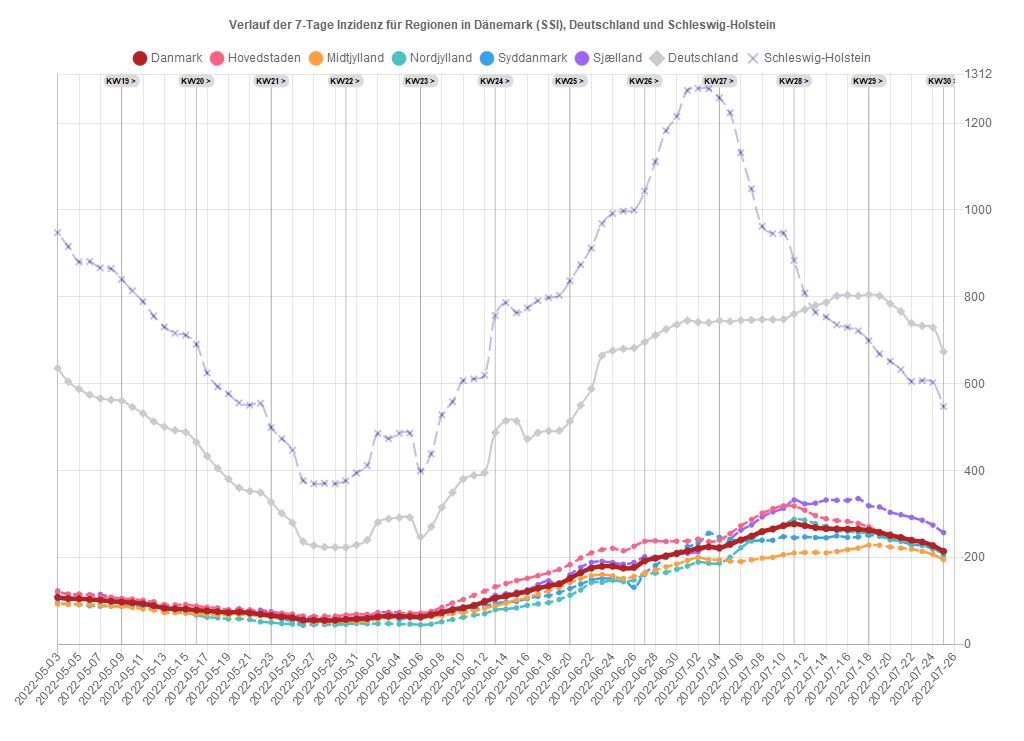 Verlauf der 7-Tage Inzidenz für Regionen in Dänemark (SSI), Deutschland und Schleswig-Holstein
Danmark Hovedstaden Midtjylland Nordjylland Syddanmark Sjælland Deutschland Schleswig-Holstein
KW19 > KW20 > KW21 > KW22 > KW23 > KW24 > KW25 > KW26 > KW27 > KW28 > KW29 > KW30 >
1312
1200
1000
800
600
400
200
0
2022-05-03 2022-05-05 2022-05-07 2022-05-09 2022-05-11 2022-05-13 2022-05-15 2022-05-17 2022-05-19 2022-05-21 2022-05-23 2022-05-25 2022-05-27 2022-05-29 2022-05-31 2022-06-02 2022-06-04 2022-06-06 2022-06-08 2022-06-10 2022-06-12 2022-06-14 2022-06-16 2022-06-18 2022-06-20 2022-06-22 2022-06-24 2022-06-26 2022-06-28 2022-06-30 2022-07-02 2022-07-04 2022-07-06 2022-07-08 2022-07-10 2022-07-12 2022-07-14 2022-07-16 2022-07-18 2022-07-20 2022-07-22 2022-07-24 2022-07-26